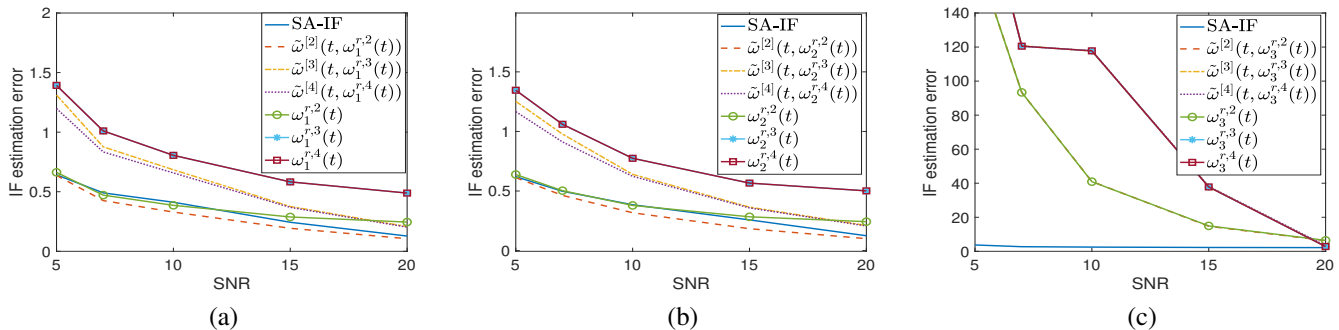 2
1.5
1
0.5
0
IF estimation error
5
10
15
20
SNR
SA-IF
ω̃^[2](t, ω_1^{r,2}(t))
ω̃^[3](t, ω_1^{r,3}(t))
ω̃^[4](t, ω_1^{r,4}(t))
ω_1^{r,2}(t)
ω_1^{r,3}(t)
ω_1^{r,4}(t)
(a)
1.5
1
0.5
0
IF estimation error
5
10
15
20
SNR
SA-IF
ω̃^[2](t, ω_2^{r,2}(t))
ω̃^[3](t, ω_2^{r,3}(t))
ω̃^[4](t, ω_2^{r,4}(t))
ω_2^{r,2}(t)
ω_2^{r,3}(t)
ω_2^{r,4}(t)
(b)
140
120
100
80
60
40
20
0
IF estimation error
5
10
15
20
SNR
SA-IF
ω̃^[2](t, ω_3^{r,2}(t))
ω̃^[3](t, ω_3^{r,3}(t))
ω̃^[4](t, ω_3^{r,4}(t))
ω_3^{r,2}(t)
ω_3^{r,3}(t)
ω_3^{r,4}(t)
(c)